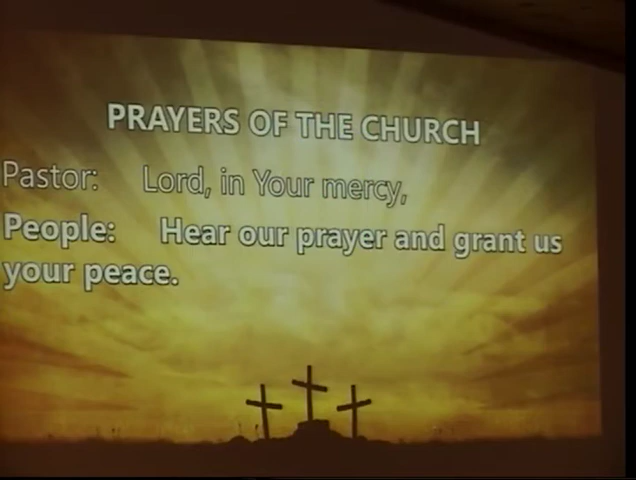 PRAYERS OF THE CHURCH
Pastor: Lord, in Your mercy,
People: Hear our prayer and grant us
your peace.